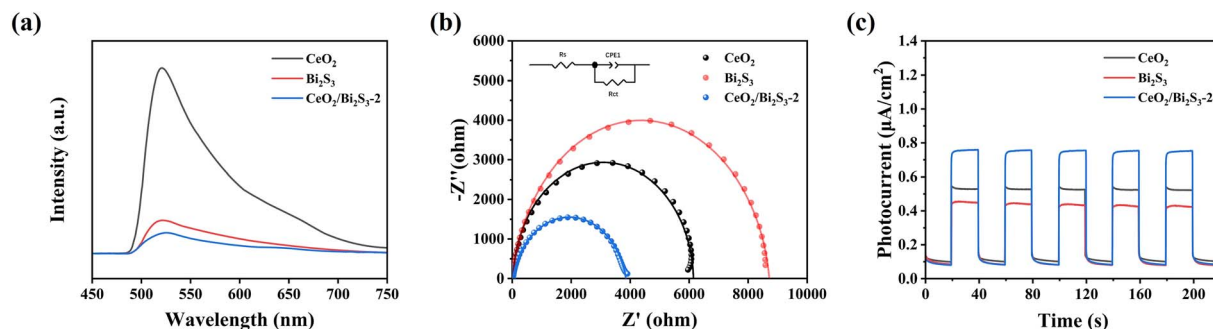 (a)
Intensity (a.u.)
CeO₂
Bi₂S₃
CeO₂/Bi₂S₃-2
450 500 550 600 650 700 750
Wavelength (nm)
(b)
-Z''(ohm)
6000
5000
4000
3000
2000
1000
0
Rs
CPE1
Rct
CeO₂
Bi₂S₃
CeO₂/Bi₂S₃-2
0 2000 4000 6000 8000 10000
Z' (ohm)
(c)
Photocurrent (μA/cm²)
1.4
1.2
1.0
0.8
0.6
0.4
0.1
0.0
CeO₂
Bi₂S₃
CeO₂/Bi₂S₃-2
0 40 80 120 160 200
Time (s)